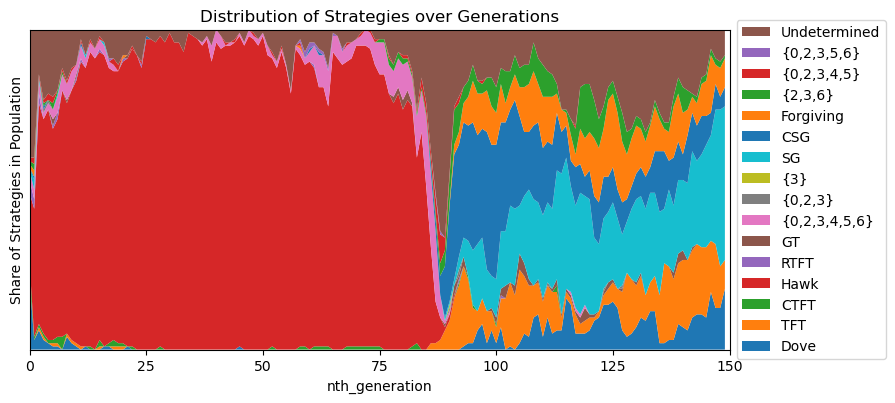 Distribution of Strategies over Generations
Share of Strategies in Population
0
25
50
75
100
125
150
nth_generation
Undetermined
{0,2,3,5,6}
{0,2,3,4,5}
{2,3,6}
Forgiving
CSG
SG
{3}
{0,2,3}
{0,2,3,4,5,6}
GT
RTFT
Hawk
CTFT
TFT
Dove